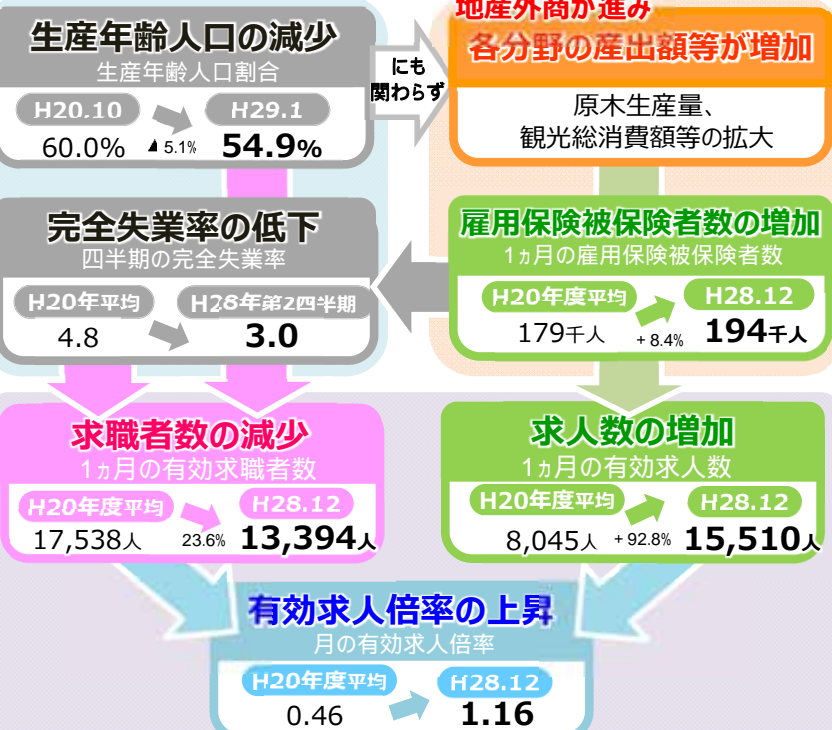 生産年齢人口の減少
生産年齢人口割合
H20.10
H29.1
60.0%
▲ 5.1%
54.9%
にも
関わらず
地産外商が進み
各分野の産出額等が増加
原木生産量、
観光総消費額等の拡大
完全失業率の低下
四半期の完全失業率
H20年平均
H28年第2四半期
4.8
3.0
雇用保険被保険者数の増加
1ヵ月の雇用保険被保険者数
H20年度平均
H28.12
179千人
+ 8.4%
194千人
求職者数の減少
1ヵ月の有効求職者数
H20年度平均
H28.12
17,538人
23.6%
13,394人
求人数の増加
1ヵ月の有効求人数
H20年度平均
H28.12
8,045人
+ 92.8%
15,510人
有効求人倍率の上昇
月の有効求人倍率
H20年度平均
H28.12
0.46
1.16